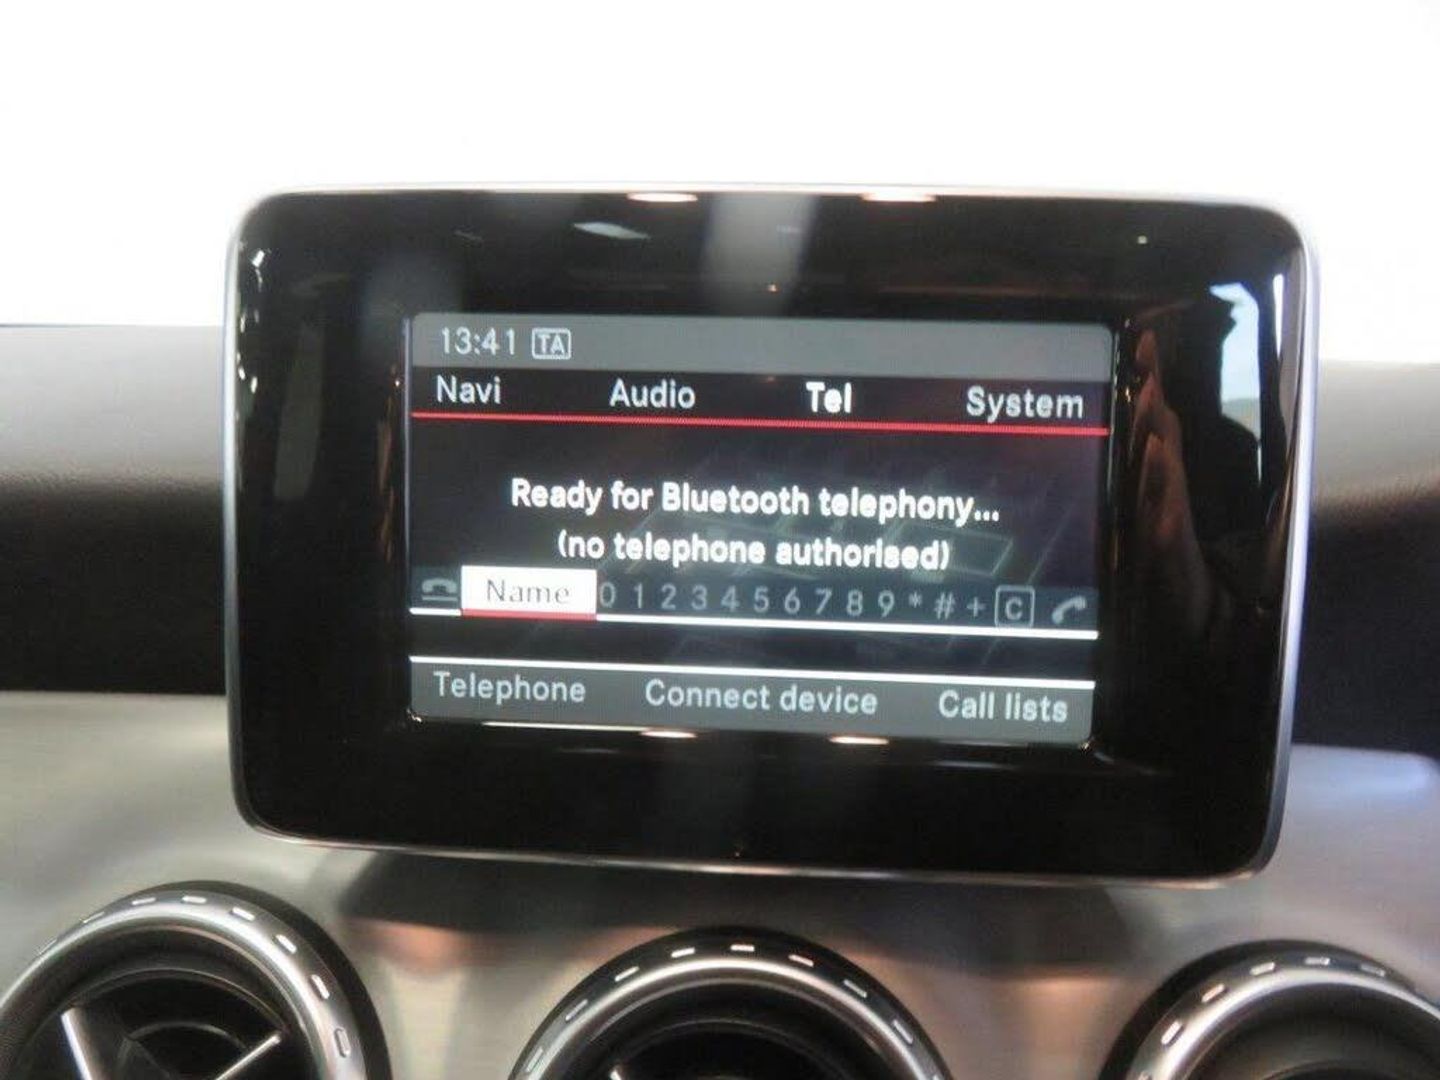 13:41 TA
Navi Audio Tel System
Ready for Bluetooth telephony...
(no telephone authorised)
Name 0 1 2 3 4 5 6 7 8 9 * # + C
Telephone Connect device Call lists